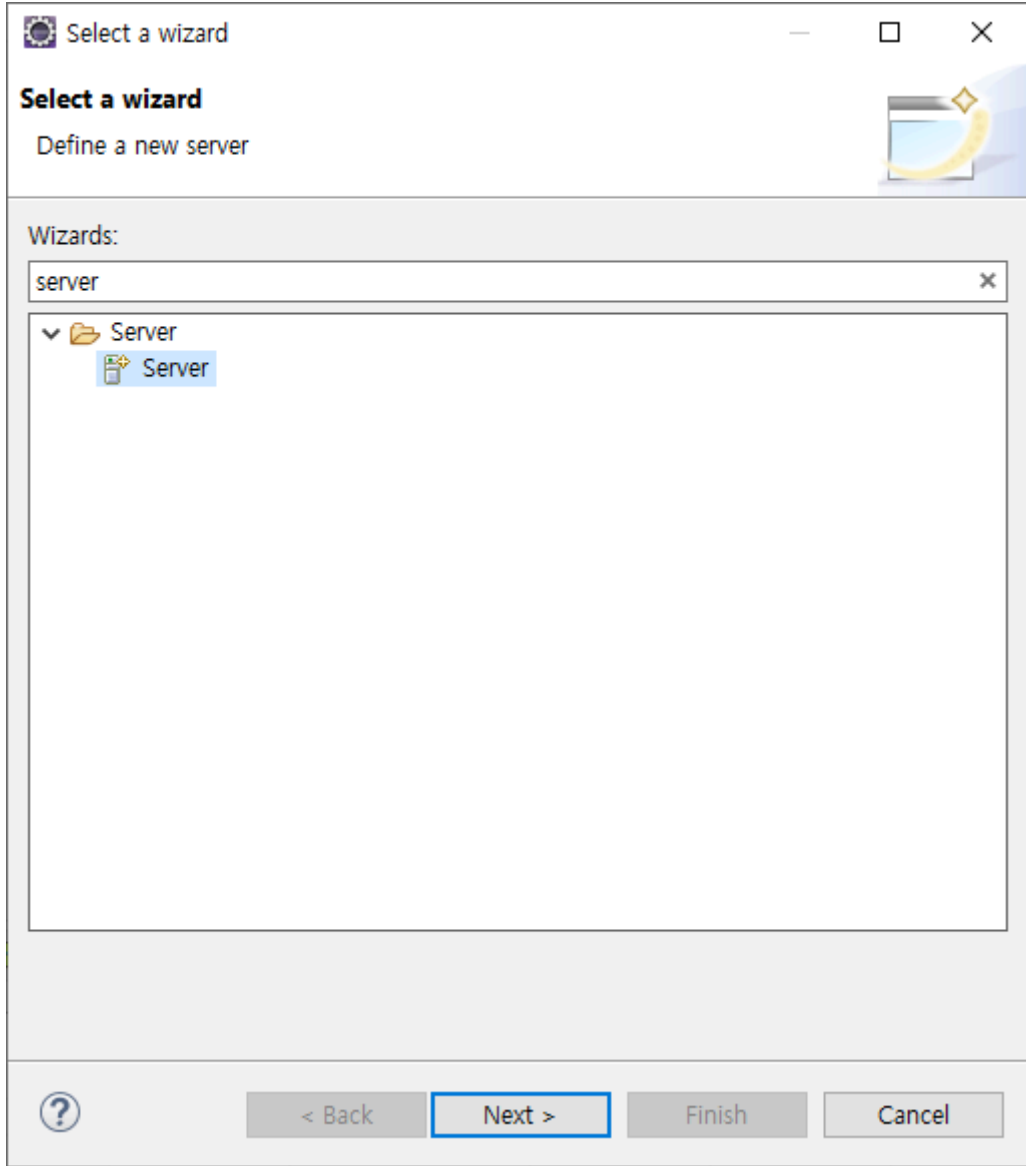 Select a wizard
Select a wizard
Define a new server
Wizards:
server
Server
Server
< Back Next > Finish Cancel